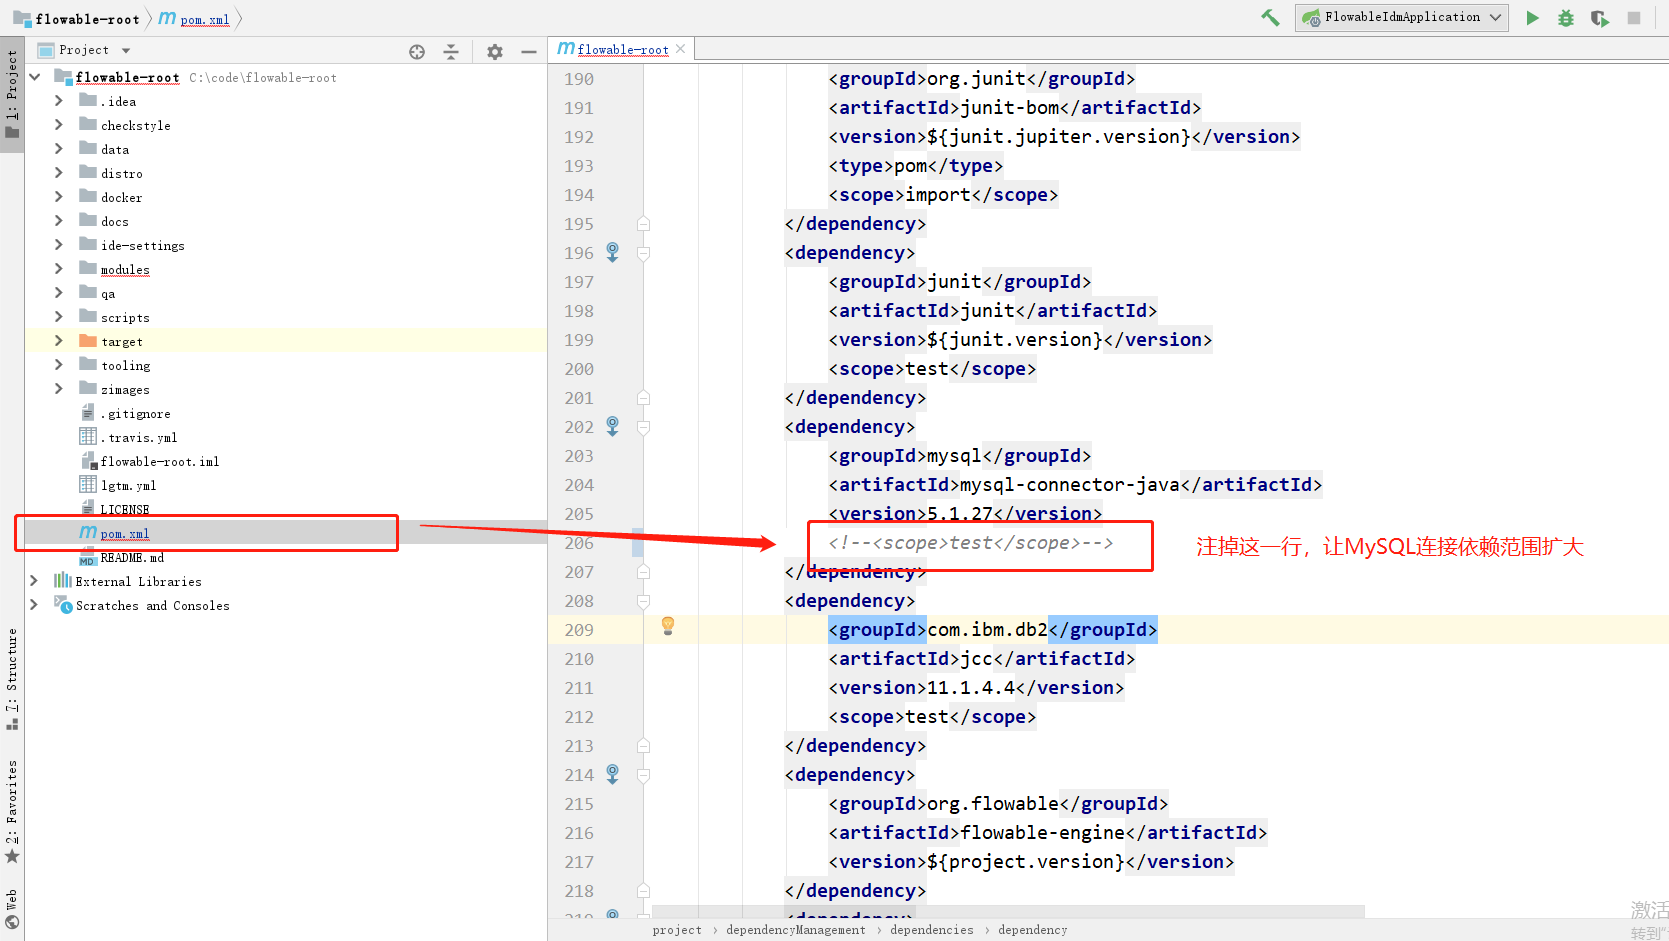 flowable-root
pom.xml
FlowableIdmApplication
1: Project
7: Structure
2: Favorites
Web
Project
flowable-root C:\code\flowable-root
.idea
checkstyle
data
distro
docker
docs
ide-settings
modules
qa
scripts
target
tooling
zimages
.gitignore
.travis.yml
flowable-root.iml
lgtm.yml
LICENSE
pom.xml
README.md
External Libraries
Scratches and Consoles
flowable-root
190 <groupId>org.junit</groupId>
191 <artifactId>junit-bom</artifactId>
192 <version>${junit.jupiter.version}</version>
193 <type>pom</type>
194 <scope>import</scope>
195 </dependency>
196 <dependency>
197 <groupId>junit</groupId>
198 <artifactId>junit</artifactId>
199 <version>${junit.version}</version>
200 <scope>test</scope>
201 </dependency>
202 <dependency>
203 <groupId>mysql</groupId>
204 <artifactId>mysql-connector-java</artifactId>
205 <version>5.1.27</version>
206 <!--<scope>test</scope>-->
注掉这一行，让MySQL连接依赖范围扩大
207 </dependency>
208 <dependency>
209 <groupId>com.ibm.db2</groupId>
210 <artifactId>jcc</artifactId>
211 <version>11.1.4.4</version>
212 <scope>test</scope>
213 </dependency>
214 <dependency>
215 <groupId>org.flowable</groupId>
216 <artifactId>flowable-engine</artifactId>
217 <version>${project.version}</version>
218 </dependency>
219 <dependency>
project › dependencyManagement › dependencies › dependency
激活
转到"